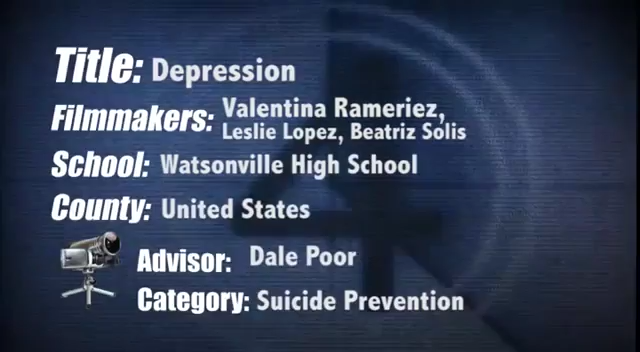 Title: Depression
Filmmakers: Valentina Rameriez,
Leslie Lopez, Beatriz Solis
School: Watsonville High School
County: United States
Advisor: Dale Poor
Category: Suicide Prevention